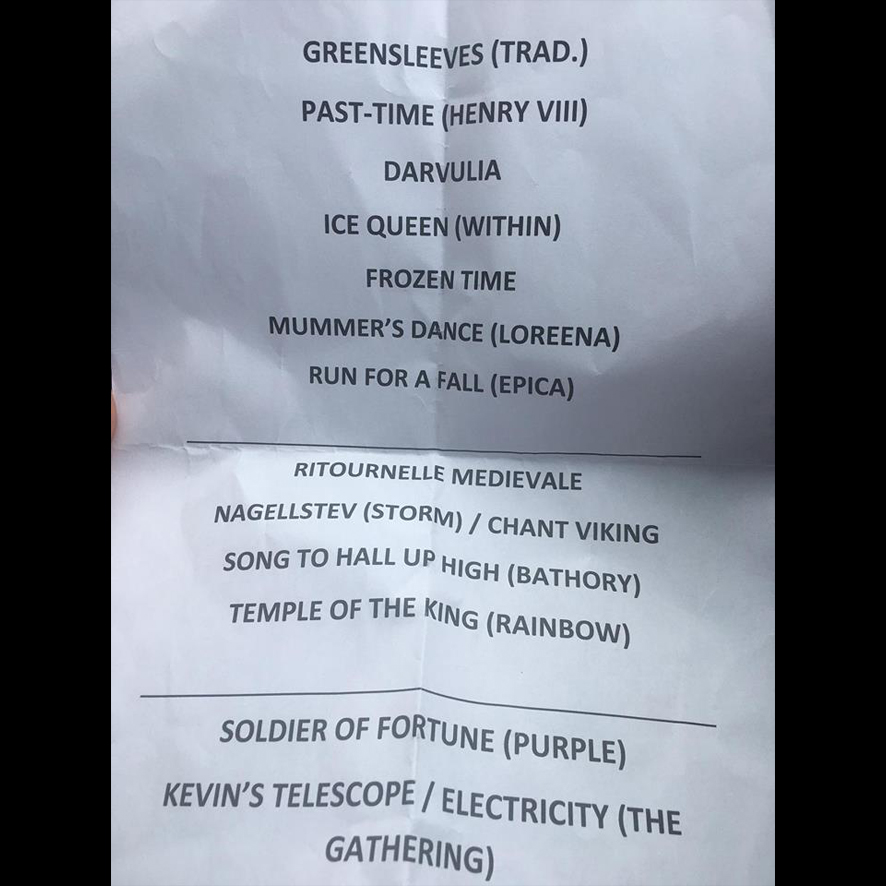 GREENSLEEVES (TRAD.)
PAST-TIME (HENRY VIII)
DARVULIA
ICE QUEEN (WITHIN)
FROZEN TIME
MUMMER'S DANCE (LOREENA)
RUN FOR A FALL (EPICA)
RITOURNELLE MEDIEVALE
NAGELLSTEV (STORM) / CHANT VIKING
SONG TO HALL UP HIGH (BATHORY)
TEMPLE OF THE KING (RAINBOW)
SOLDIER OF FORTUNE (PURPLE)
KEVIN'S TELESCOPE / ELECTRICITY (THE
GATHERING)